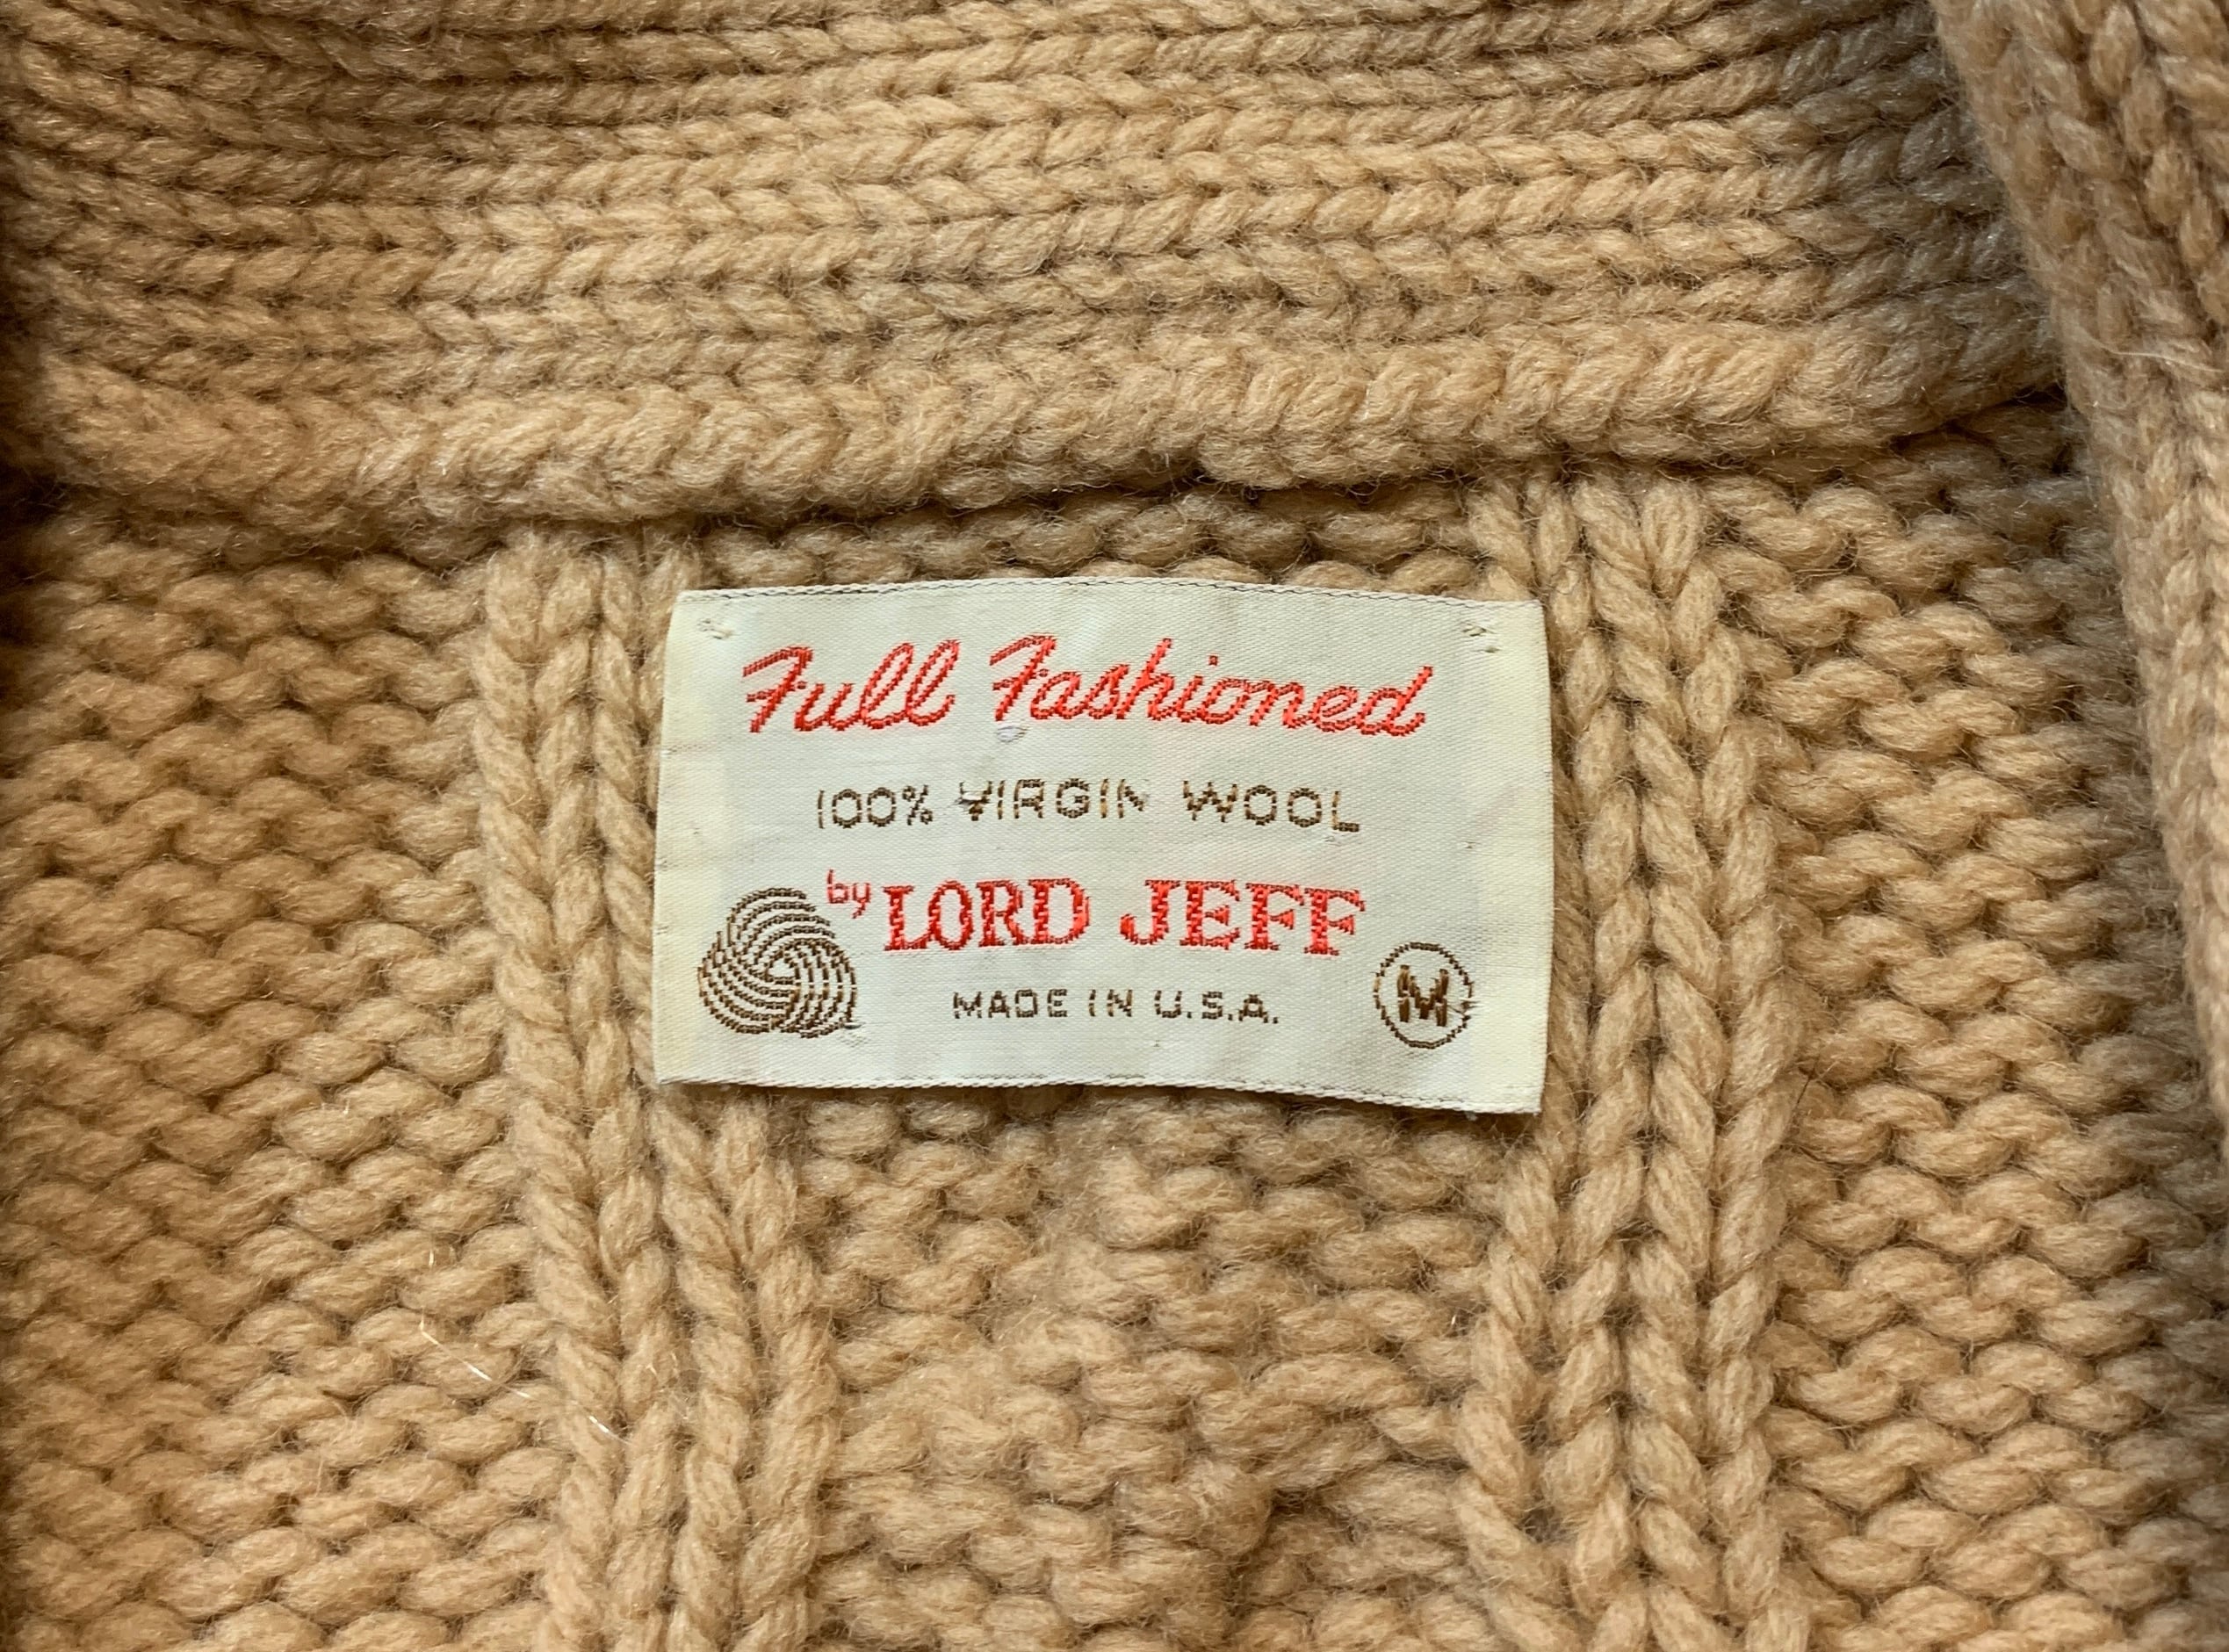 Full Fashioned
100% VIRGIN WOOL
by LORD JEFF
MADE IN U.S.A.
M